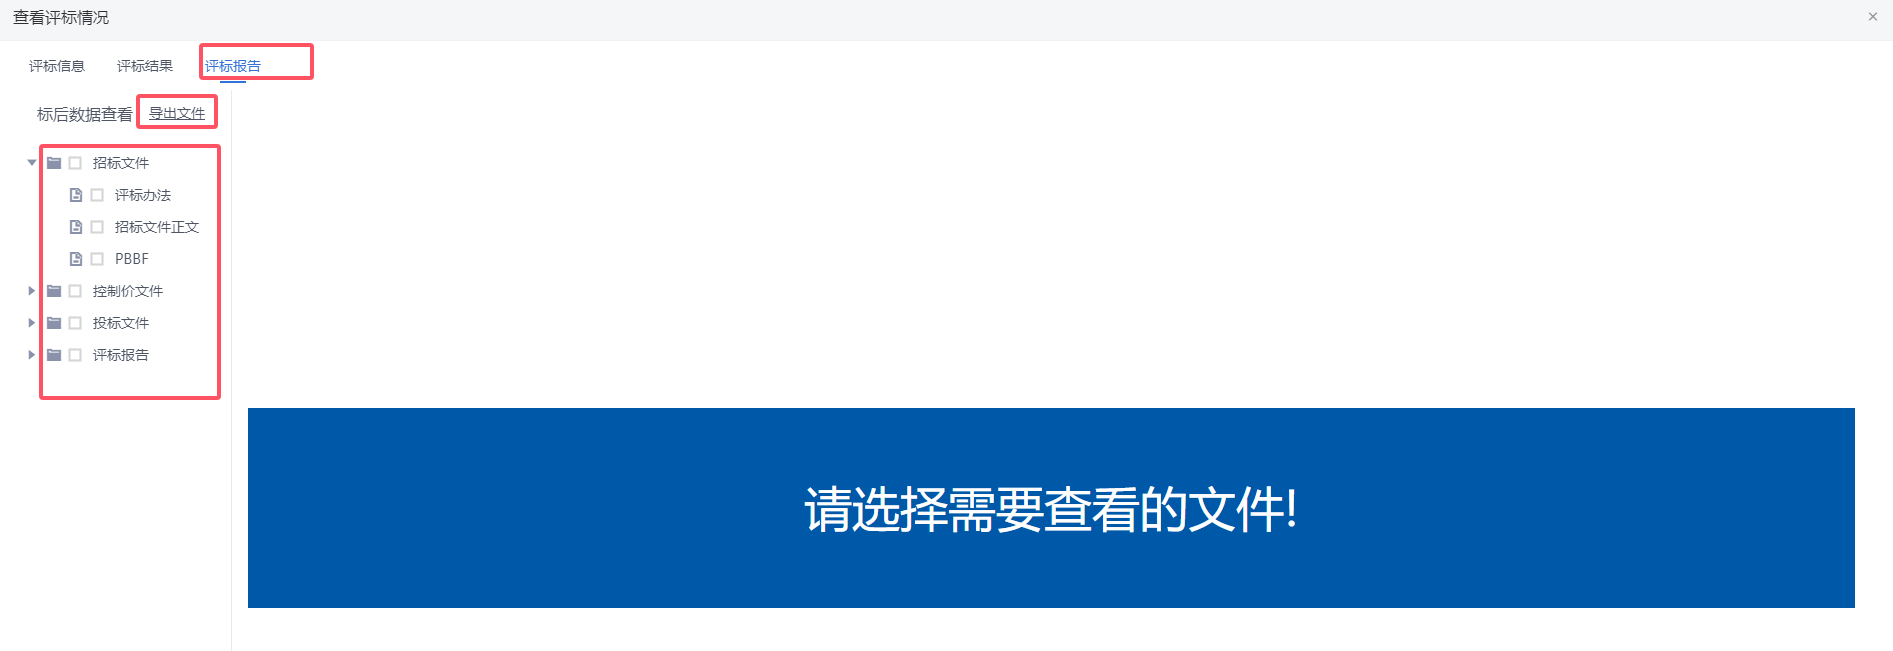 查看评标情况
评标信息 评标结果 评标报告
标后数据查看 导出文件
招标文件
评标办法
招标文件正文
PBBF
控制价文件
投标文件
评标报告
请选择需要查看的文件!